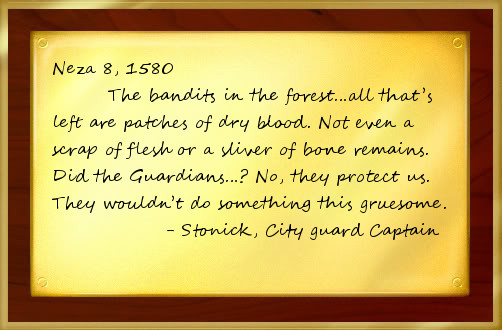 Neza 8, 1580
The bandits in the forest...all that's
left are patches of dry blood. Not even a
scrap of flesh or a sliver of bone remains.
Did the Guardians...? No, they protect us.
They wouldn't do something this gruesome.
- Stonick, City guard Captain